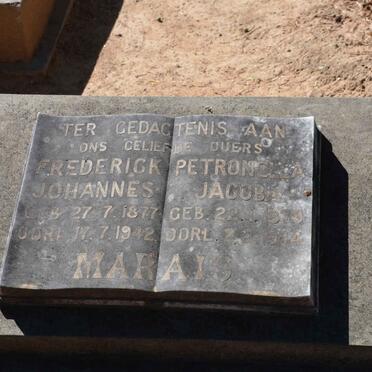 TER GEDAGTENIS AAN
ONS GELIEFDE OUERS
FREDERICK PETRONELLA
JOHANNES JACOBA
GEB. 27.7.1877 GEB.
OORL 17.7.1942 OORL
MARAIS